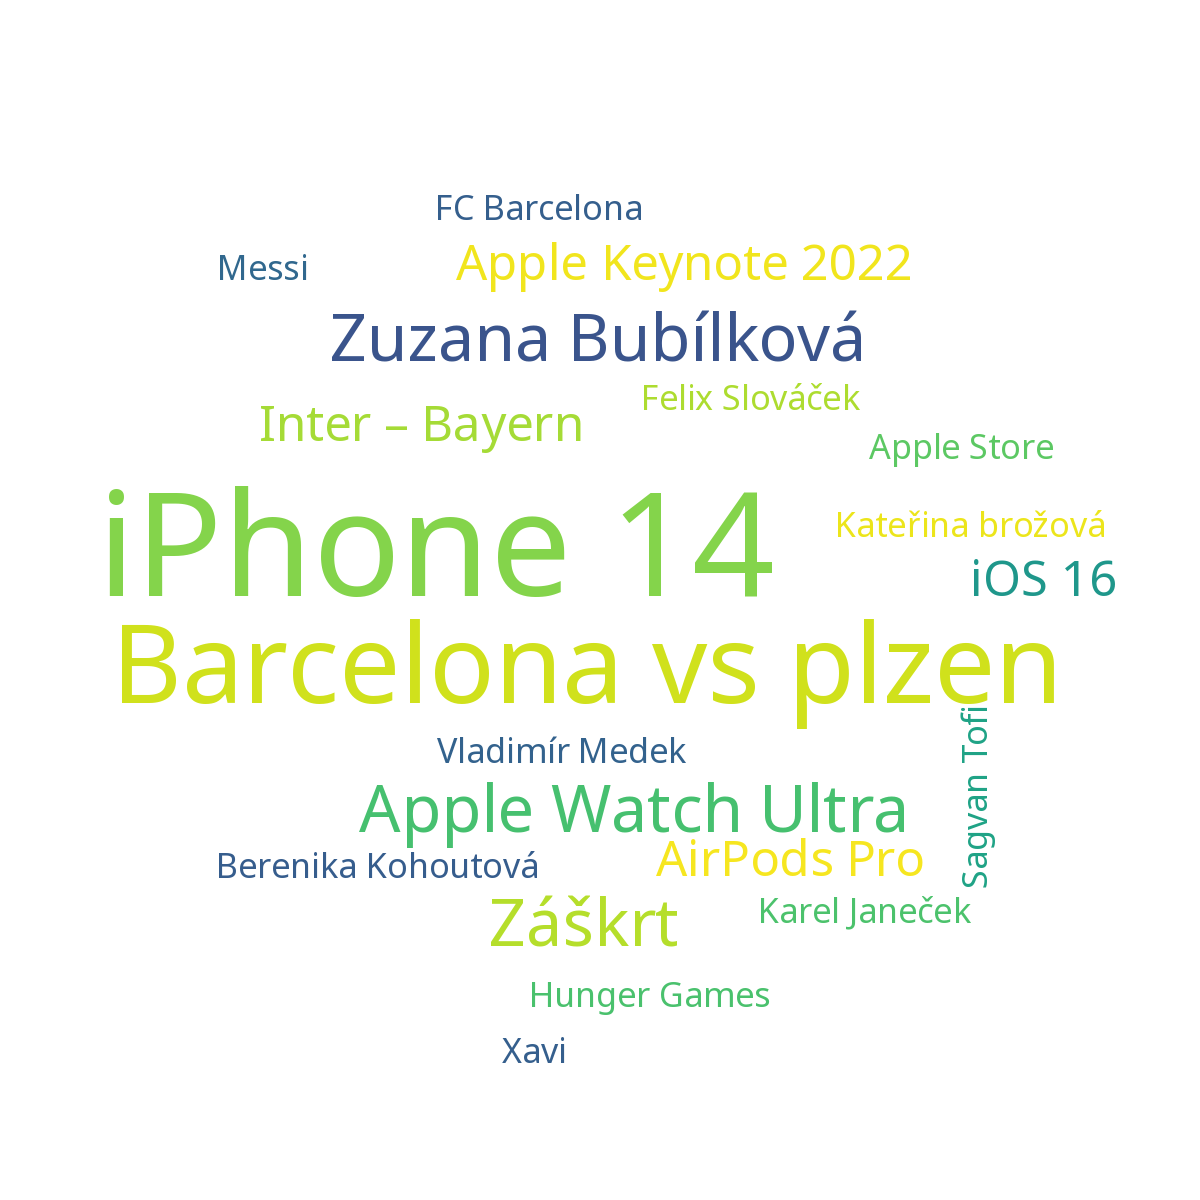 FC Barcelona
Apple Keynote 2022
Messi
Zuzana Bubílková
Felix Slováček
Inter – Bayern
Apple Store
iPhone 14
Kateřina brožová
iOS 16
Barcelona vs plzen
Sagvan Tofi
Vladimír Medek
Apple Watch Ultra
AirPods Pro
Berenika Kohoutová
Záškrt
Karel Janeček
Hunger Games
Xavi